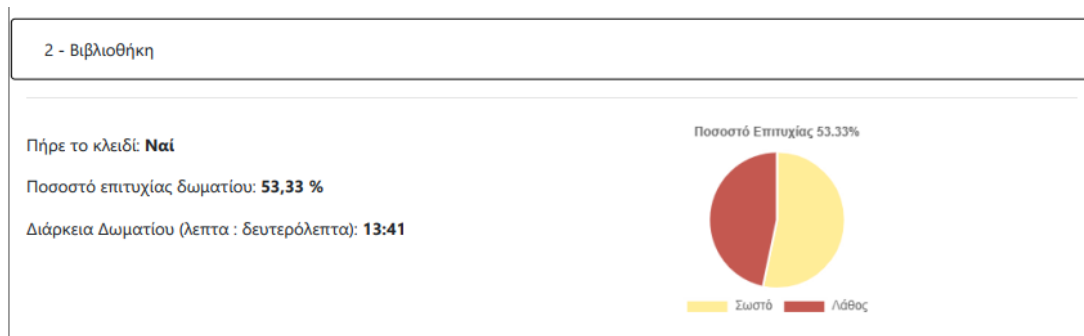 2 - Βιβλιοθήκη
Πήρε το κλειδί: Ναί
Ποσοστό επιτυχίας δωματίου: 53,33 %
Διάρκεια Δωματίου (λεπτα : δευτερόλεπτα): 13:41
Ποσοστό Επιτυχίας 53.33%
Σωστό Λάθος